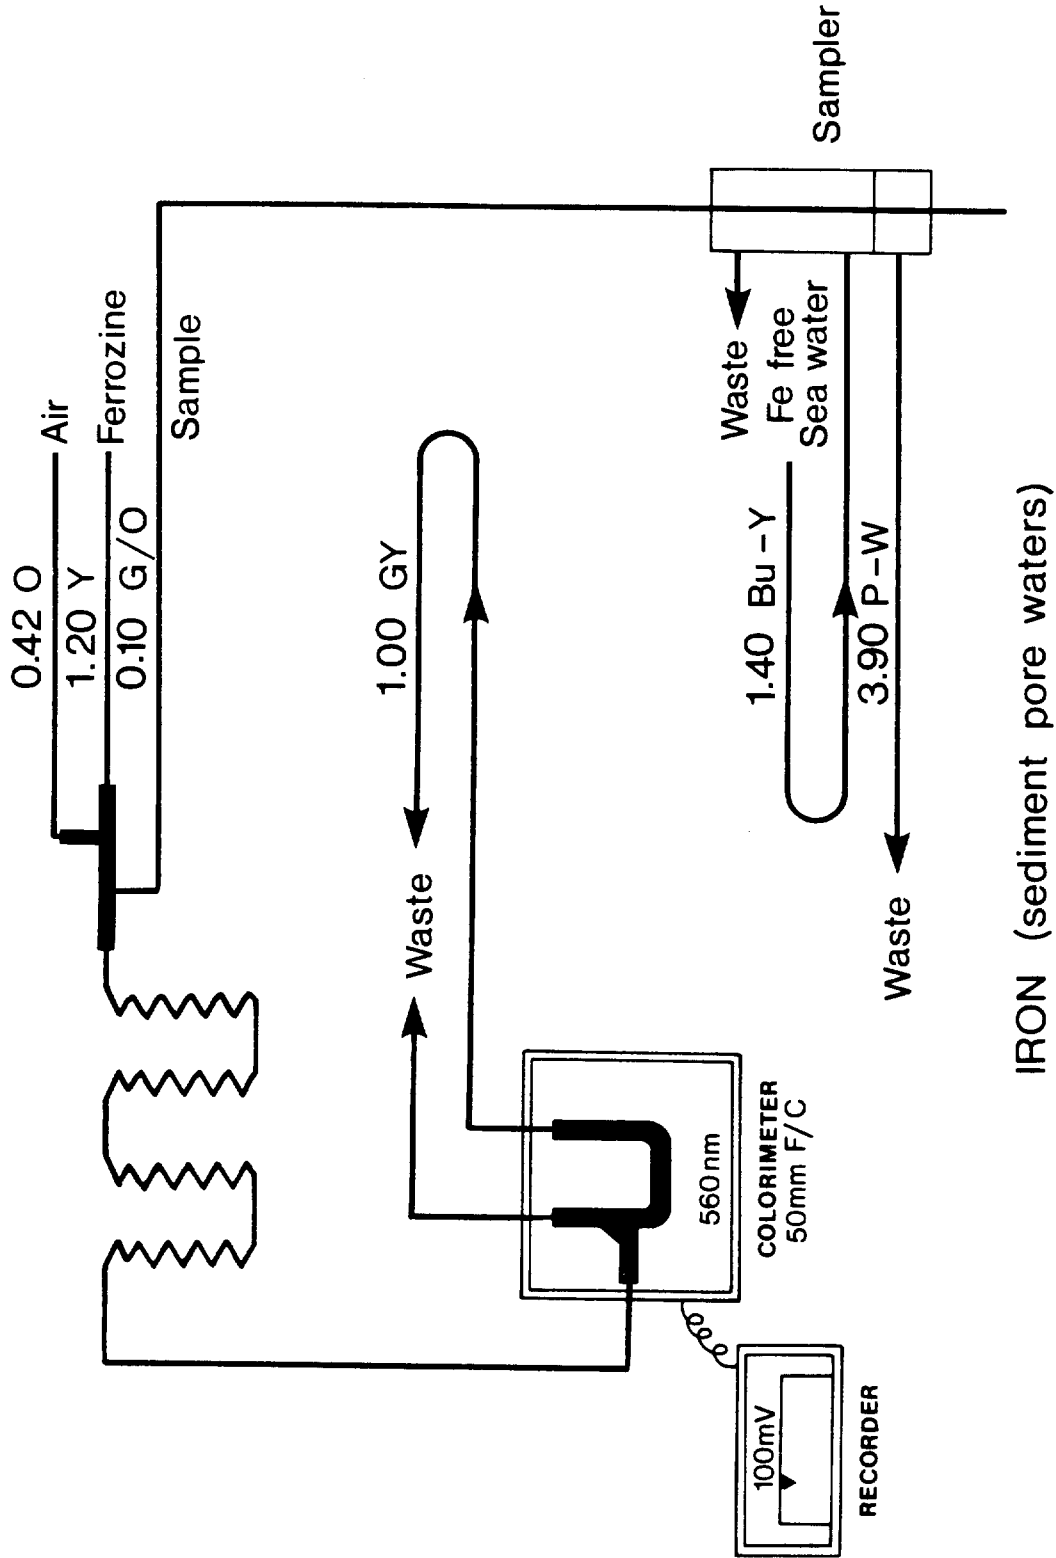 0.42 O
Air
1.20 Y
Ferrozine
0.10 G/O
Sample
1.00 GY
Waste
Waste
Fe free
Sea water
1.40 Bu-Y
3.90 P-W
Waste
Sampler
560nm
COLORIMETER
50mm F/C
100mV
RECORDER
IRON (sediment pore waters)